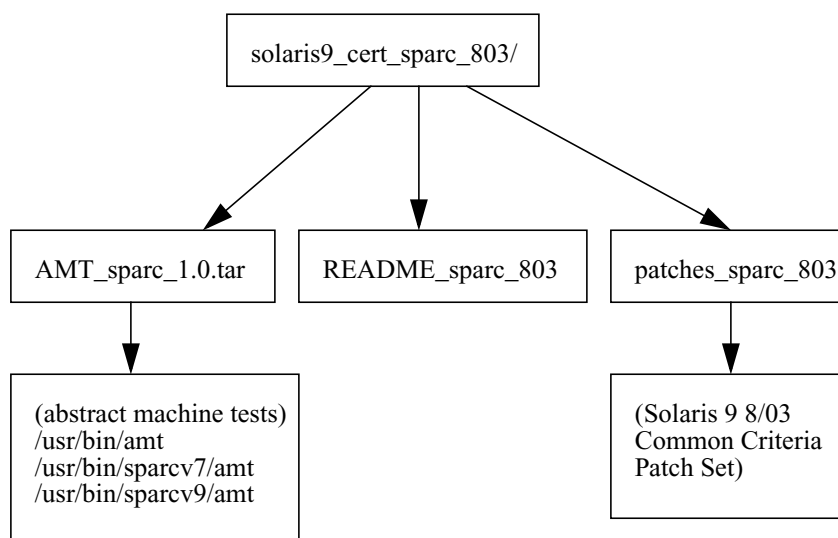 solaris9_cert_sparc_803/
AMT_sparc_1.0.tar
README_sparc_803
patches_sparc_803
(abstract machine tests)
/usr/bin/amt
/usr/bin/sparcv7/amt
/usr/bin/sparcv9/amt
(Solaris 9 8/03
Common Criteria
Patch Set)